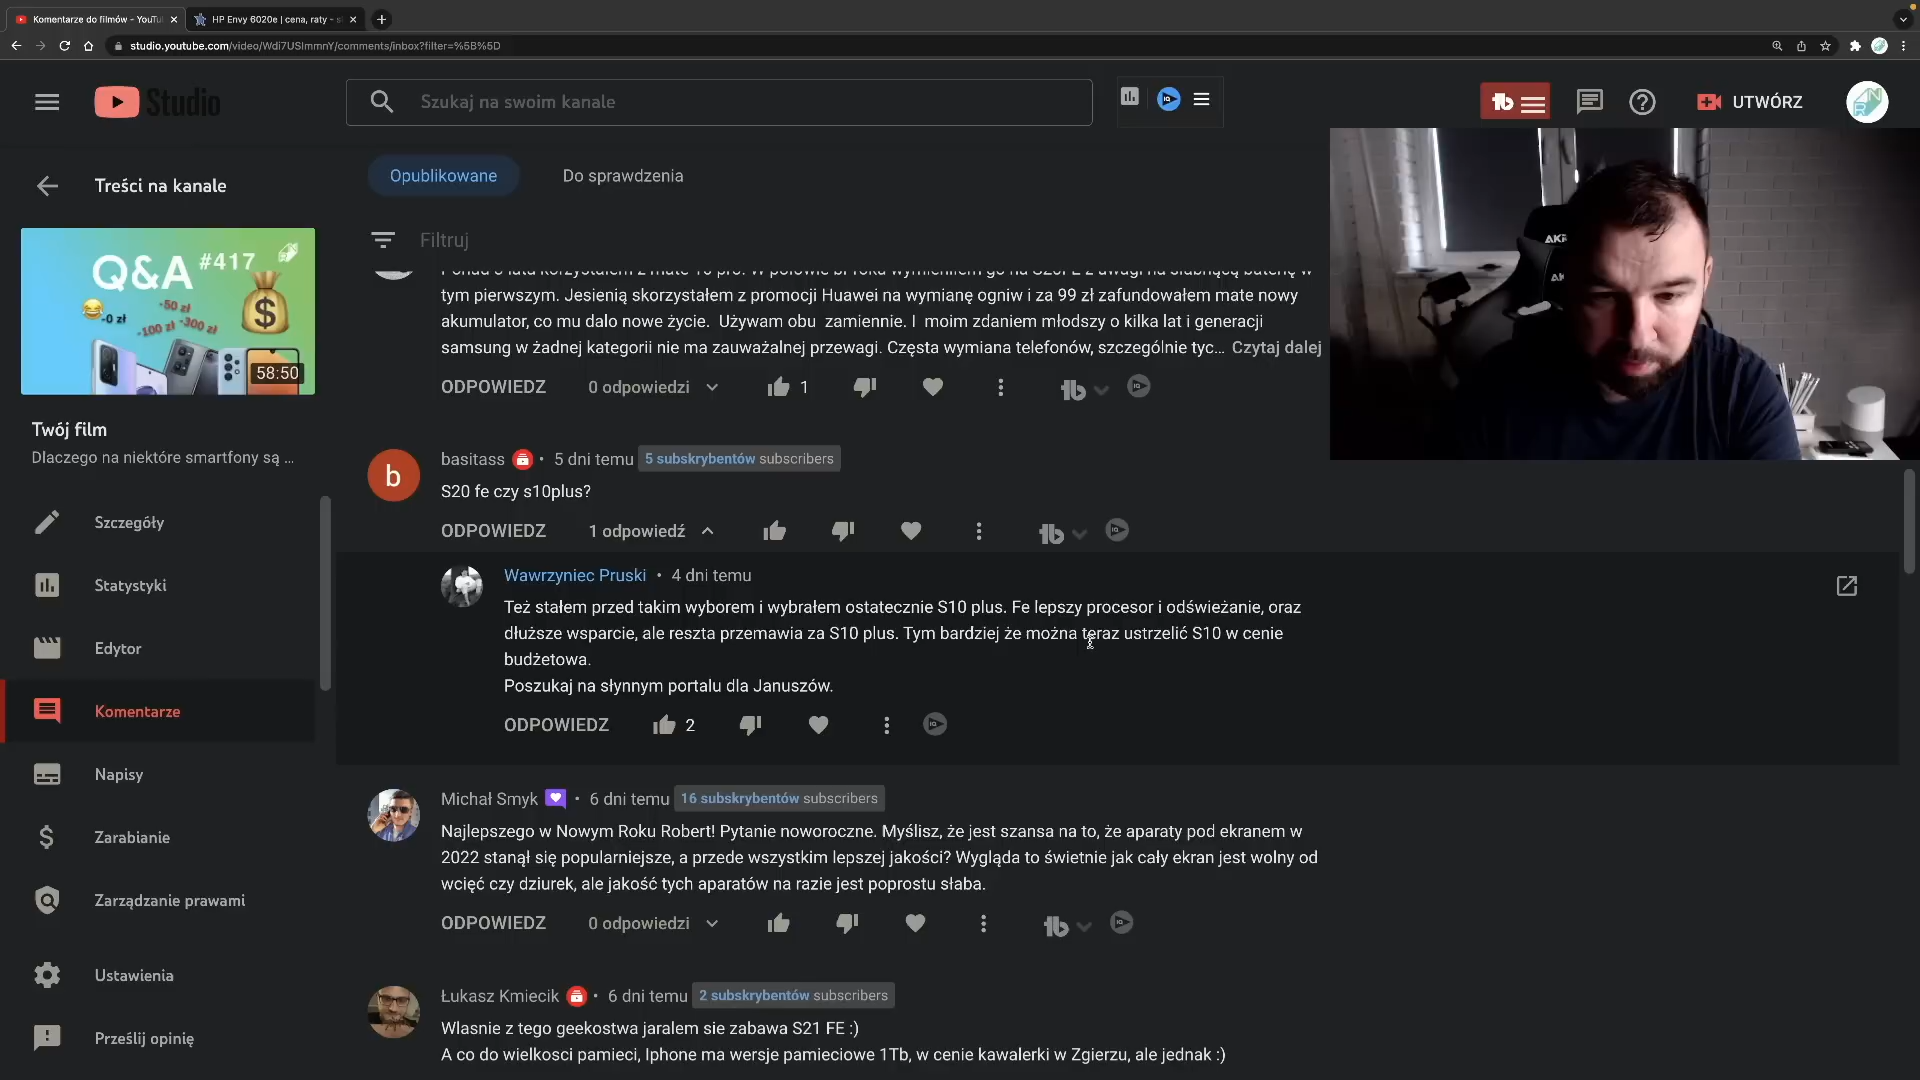 Komentarze do filmów – YouTu
HP Envy 6020e | cena, raty - s
studio.youtube.com/video/Wdi7USlmmnY/comments/inbox?filter=%5B%5D
Studio
Szukaj na swoim kanale
UTWÓRZ
Treści na kanale
Opublikowane
Do sprawdzenia
Filtruj
Q&A #417
-0 zł
-50 zł
-100 zł
-300 zł
58:50
Twój film
Dlaczego na niektóre smartfony są ...
Szczegóły
Statystyki
Edytor
Komentarze
Napisy
Zarabianie
Zarządzanie prawami
Ustawienia
Prześlij opinię
tym pierwszym. Jesienią skorzystałem z promocji Huawei na wymianę ogniw i za 99 zł zafundowałem mate nowy
akumulator, co mu dalo nowe życie. Używam obu zamiennie. I moim zdaniem młodszy o kilka lat i generacji
samsung w żadnej kategorii nie ma zauważalnej przewagi. Częsta wymiana telefonów, szczególnie tyc... Czytaj dalej
ODPOWIEDZ 0 odpowiedzi 1
b
basitass • 5 dni temu 5 subskrybentów subscribers
S20 fe czy s10plus?
ODPOWIEDZ 1 odpowiedź
Wawrzyniec Pruski • 4 dni temu
Też stałem przed takim wyborem i wybrałem ostatecznie S10 plus. Fe lepszy procesor i odświeżanie, oraz
dłuższe wsparcie, ale reszta przemawia za S10 plus. Tym bardziej że można teraz ustrzelić S10 w cenie
budżetowa.
Poszukaj na słynnym portalu dla Januszów.
ODPOWIEDZ 2
Michał Smyk • 6 dni temu 16 subskrybentów subscribers
Najlepszego w Nowym Roku Robert! Pytanie noworoczne. Myślisz, że jest szansa na to, że aparaty pod ekranem w
2022 stanął się popularniejsze, a przede wszystkim lepszej jakości? Wygląda to świetnie jak cały ekran jest wolny od
wcięć czy dziurek, ale jakość tych aparatów na razie jest poprostu słaba.
ODPOWIEDZ 0 odpowiedzi
Łukasz Kmiecik • 6 dni temu 2 subskrybentów subscribers
Wlasnie z tego geekostwa jaralem sie zabawa S21 FE :)
A co do wielkosci pamieci, Iphone ma wersje pamieciowe 1Tb, w cenie kawalerki w Zgierzu, ale jednak :)